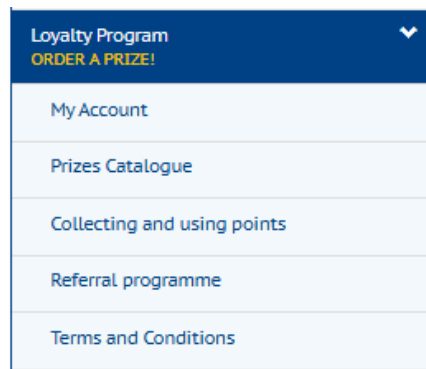 Loyalty Program
ORDER A PRIZE!
My Account
Prizes Catalogue
Collecting and using points
Referral programme
Terms and Conditions